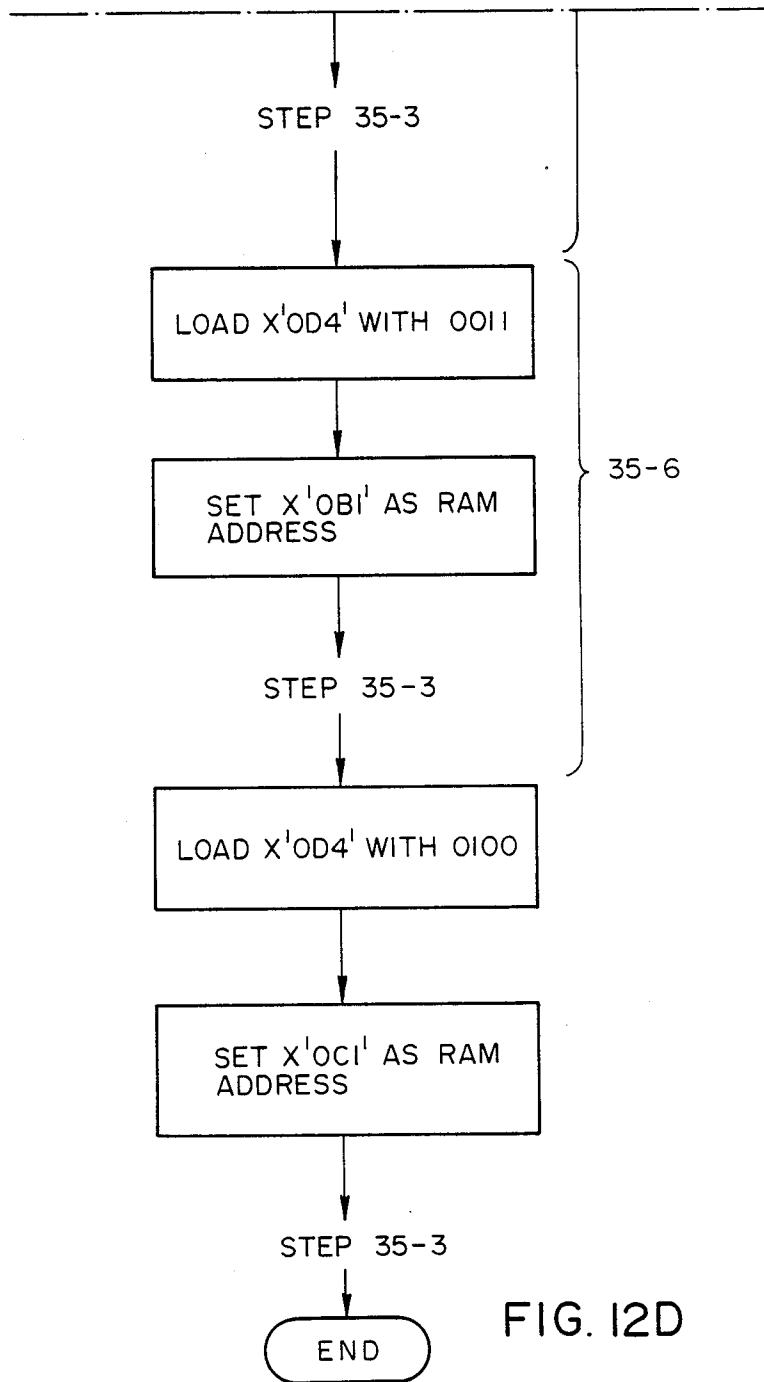 STEP 35-3
LOAD X'0D4' WITH 0011
SET X'0B1' AS RAM
ADDRESS
35-6
STEP 35-3
LOAD X'0D4' WITH 0100
SET X'0C1' AS RAM
ADDRESS
STEP 35-3
END
FIG. 12D